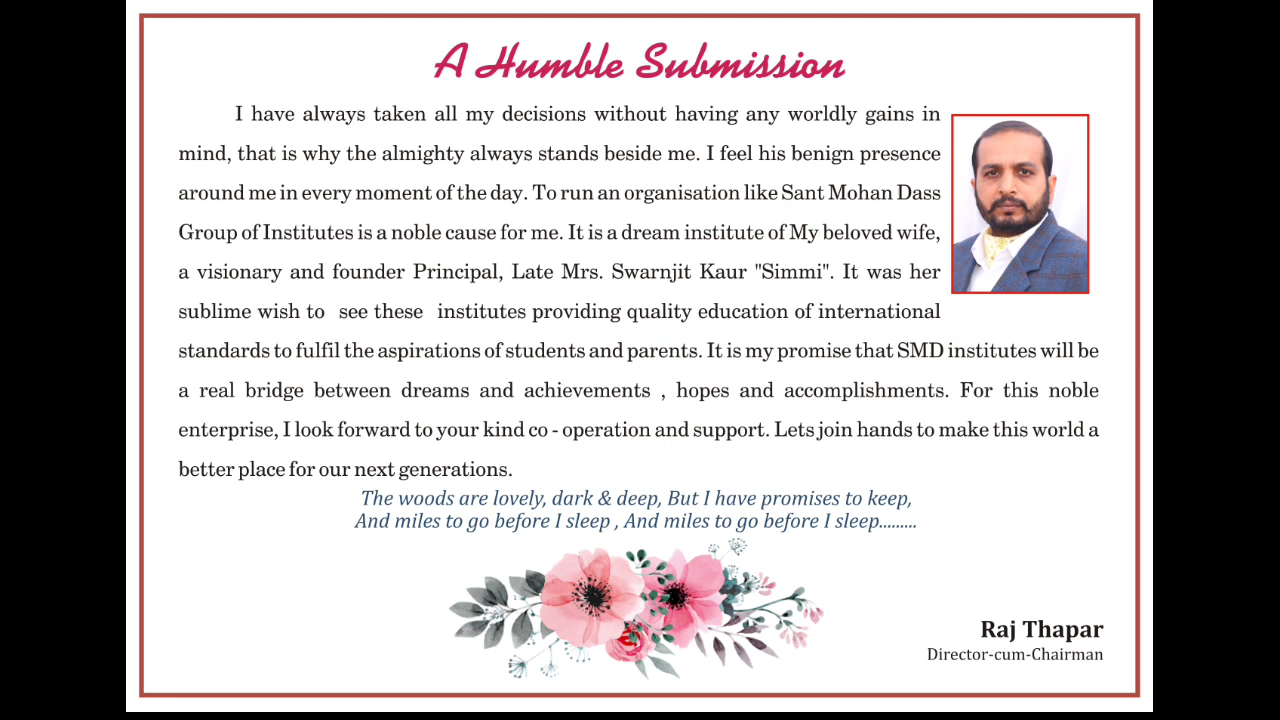 A Humble Submission
I have always taken all my decisions without having any worldly gains in
mind, that is why the almighty always stands beside me. I feel his benign presence
around me in every moment of the day. To run an organisation like Sant Mohan Dass
Group of Institutes is a noble cause for me. It is a dream institute of My beloved wife,
a visionary and founder Principal, Late Mrs. Swarnjit Kaur "Simmi". It was her
sublime wish to see these institutes providing quality education of international
standards to fulfil the aspirations of students and parents. It is my promise that SMD institutes will be
a real bridge between dreams and achievements , hopes and accomplishments. For this noble
enterprise, I look forward to your kind co - operation and support. Lets join hands to make this world a
better place for our next generations.
The woods are lovely, dark & deep, But I have promises to keep,
And miles to go before I sleep , And miles to go before I sleep.........
Raj Thapar
Director-cum-Chairman